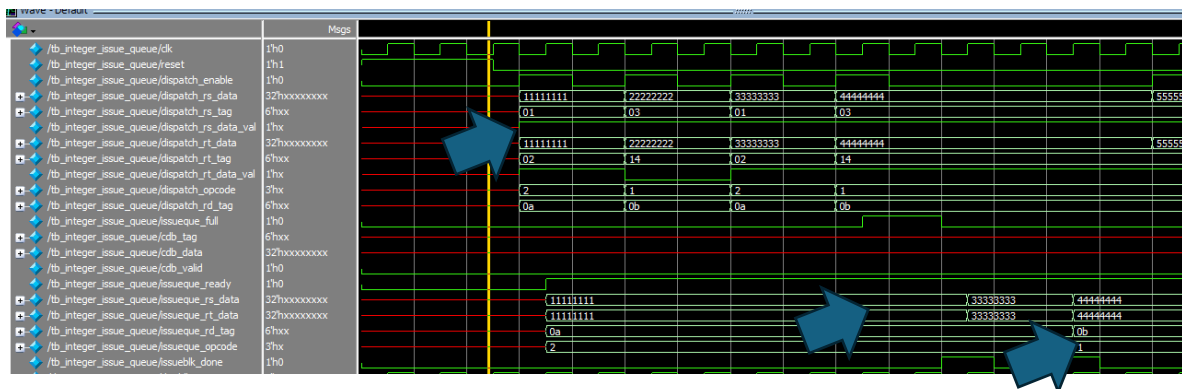 Wave - Default
Msgs
/tb_integer_issue_queue/clk 1'h0
/tb_integer_issue_queue/reset 1'h1
/tb_integer_issue_queue/dispatch_enable 1'h0
/tb_integer_issue_queue/dispatch_rs_data 32'hxxxxxxxx 11111111 22222222 33333333 44444444 55555
/tb_integer_issue_queue/dispatch_rs_tag 6'hxx 01 03 01 03
/tb_integer_issue_queue/dispatch_rs_data_val 1'hx
/tb_integer_issue_queue/dispatch_rt_data 32'hxxxxxxxx 11111111 22222222 33333333 44444444 55555
/tb_integer_issue_queue/dispatch_rt_tag 6'hxx 02 14 02 14
/tb_integer_issue_queue/dispatch_rt_data_val 1'hx
/tb_integer_issue_queue/dispatch_opcode 3'hx 2 1 2 1
/tb_integer_issue_queue/dispatch_rd_tag 6'hxx 0a 0b 0a 0b
/tb_integer_issue_queue/issueque_full 1'h0
/tb_integer_issue_queue/cdb_tag 6'hxx
/tb_integer_issue_queue/cdb_data 32'hxxxxxxxx
/tb_integer_issue_queue/cdb_valid 1'h0
/tb_integer_issue_queue/issueque_ready 1'h0
/tb_integer_issue_queue/issueque_rs_data 32'hxxxxxxxx 11111111 33333333 44444444
/tb_integer_issue_queue/issueque_rt_data 32'hxxxxxxxx 11111111 33333333 44444444
/tb_integer_issue_queue/issueque_rd_tag 6'hxx 0a 0b
/tb_integer_issue_queue/issueque_opcode 3'hx 2 1
/tb_integer_issue_queue/issueblk_done 1'h0